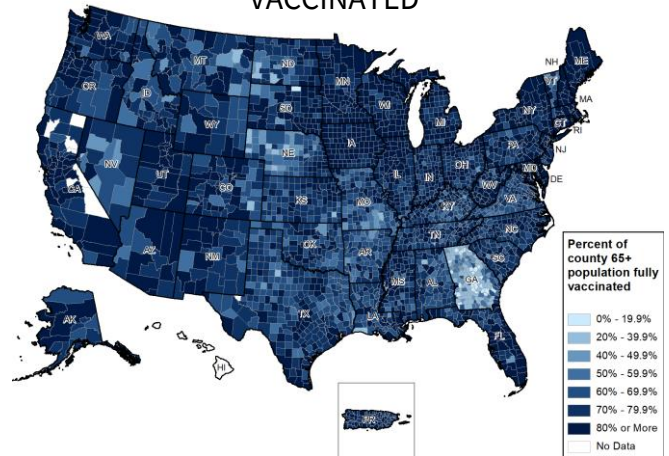 VACCINATED
WA
MT
ND
MN
ME
NH
VT
OR
ID
SD
WI
MI
NY
MA
CT
RI
WY
IA
PA
NJ
NE
NV
UT
CO
IL
IN
OH
MD
DE
CA
KS
MO
WV
VA
KY
AZ
NM
OK
AR
TN
NC
SC
MS
AL
GA
TX
LA
FL
AK
HI
PR
Percent of
county 65+
population fully
vaccinated
0% - 19.9%
20% - 39.9%
40% - 49.9%
50% - 59.9%
60% - 69.9%
70% - 79.9%
80% or More
No Data